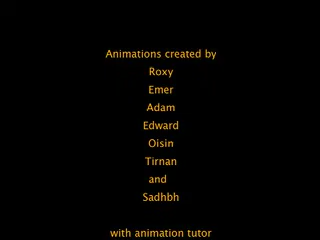 Animations created by
Roxy
Emer
Adam
Edward
Oisin
Tirnan
and
Sadhbh
with animation tutor